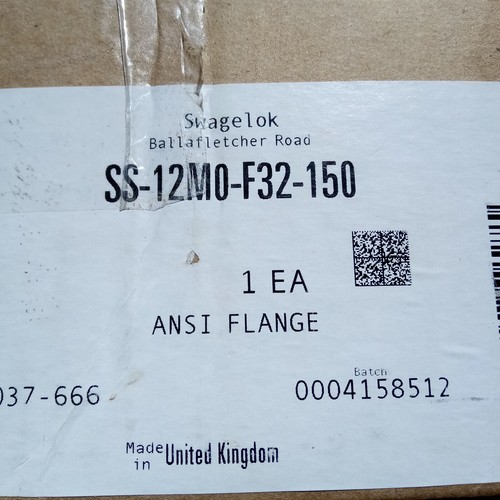 Swagelok
Ballafletcher Road
SS-12M0-F32-150
1 EA
ANSI FLANGE
037-666
Batch
0004158512
Made in United Kingdom